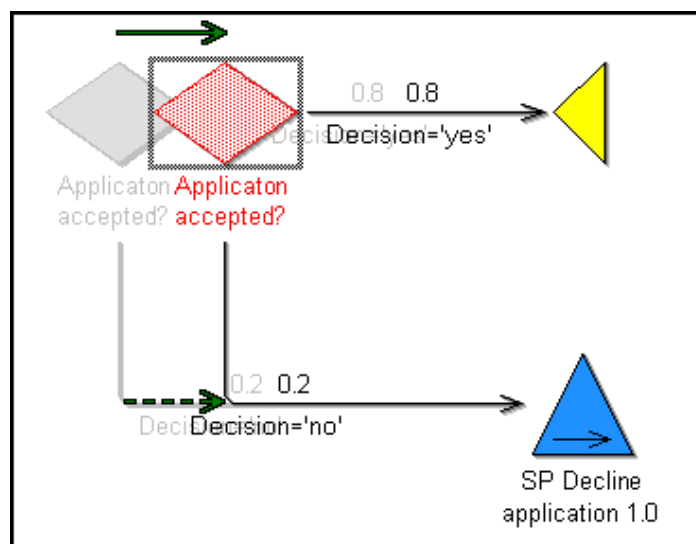 0.8 0.8
Decision='yes'
Applicaton Applicaton
accepted? accepted?
0.2 0.2
Decision='no'
SP Decline
application 1.0